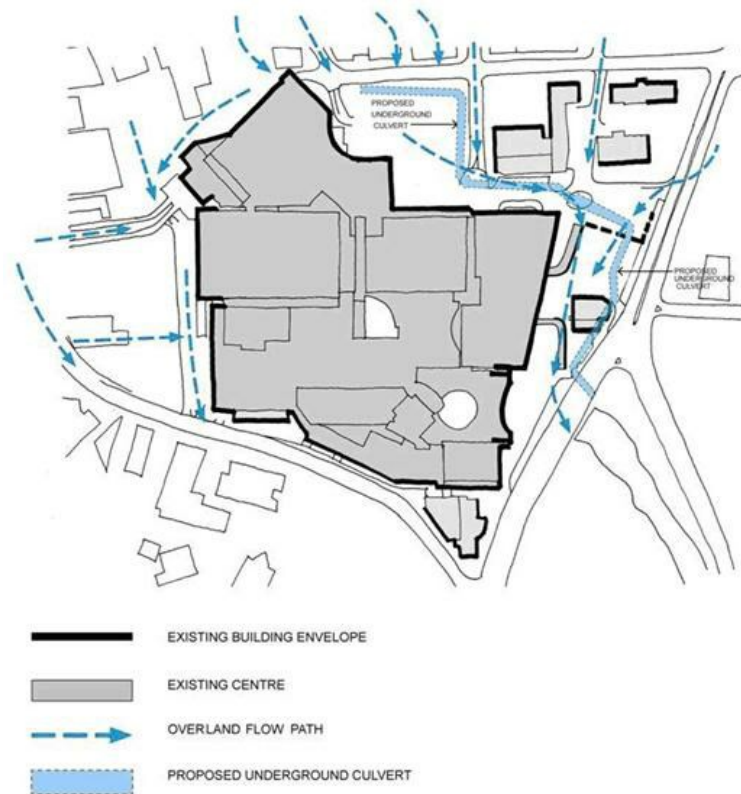 PROPOSED
UNDERGROUND
CULVERT
PROPOSED
UNDERGROUND
CULVERT
EXISTING BUILDING ENVELOPE
EXISTING CENTRE
OVERLAND FLOW PATH
PROPOSED UNDERGROUND CULVERT